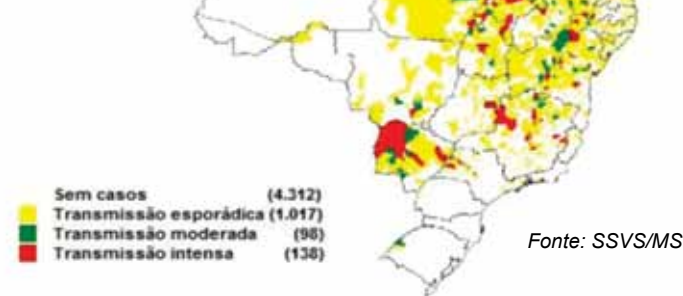 Sem casos (4.312)
Transmissão esporádica (1.017)
Transmissão moderada (98)
Transmissão intensa (138)
Fonte: SSVS/MS